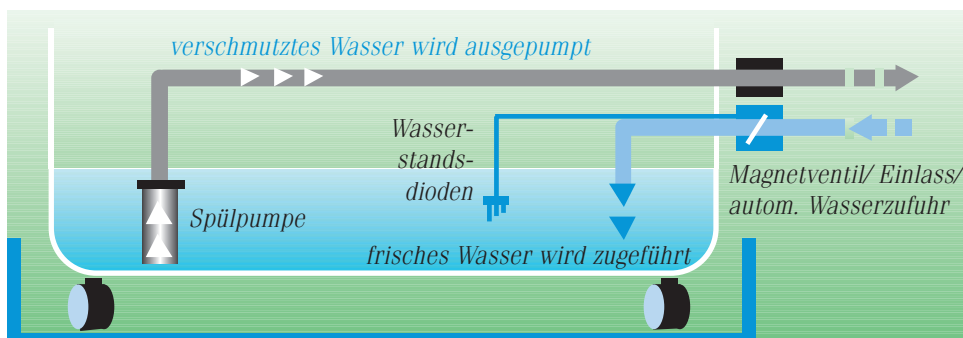 verschmutztes Wasser wird ausgepumpt
Wasser-
stands-
dioden
Magnetventil/ Einlass/
autom. Wasserzufuhr
Spülpumpe
frisches Wasser wird zugeführt